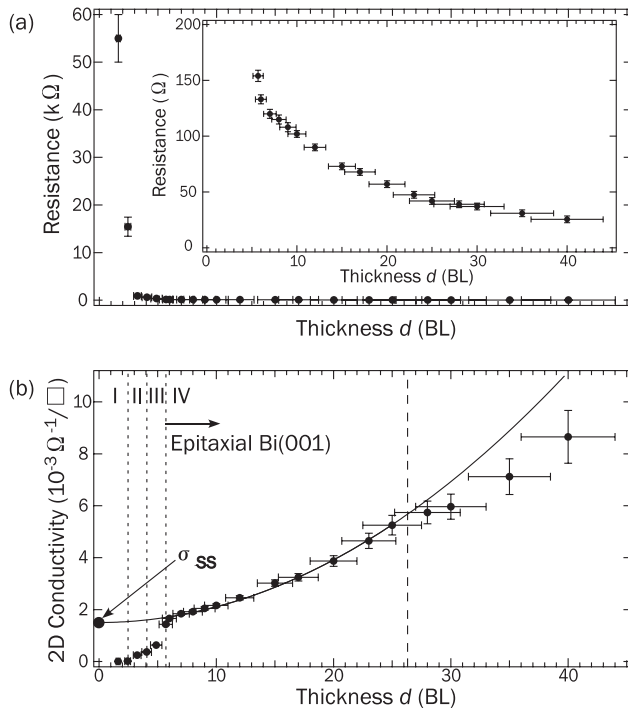 (a)
60
50
40
30
20
10
0
Resistance (kΩ)
200
150
100
50
0
Resistance (Ω)
0 10 20 30 40
Thickness d (BL)
Thickness d (BL)
(b)
I II III IV
Epitaxial Bi(001)
σSS
10
8
6
4
2
0
2D Conductivity (10-3 Ω-1/□)
0 10 20 30 40
Thickness d (BL)